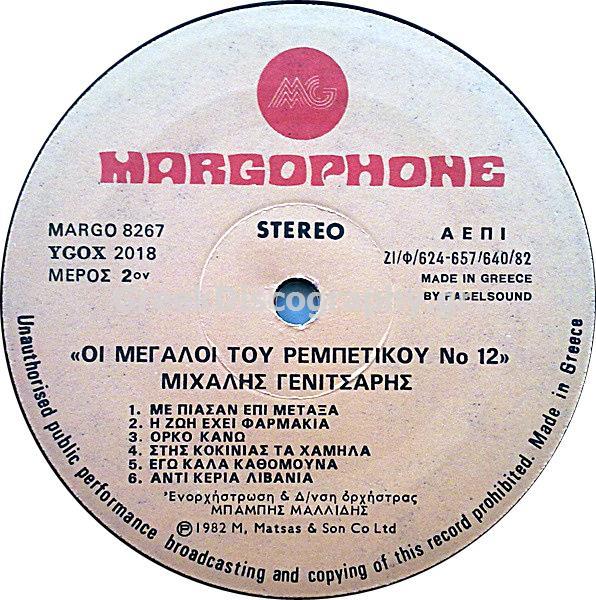 MG
MARGOPHONE
MARGO 8267
YGOX 2018
ΜΕΡΟΣ 2ον
STEREO
Α Ε Π Ι
ΖΙ/Φ/624-657/640/82
MADE IN GREECE
BY FABELSOUND
«ΟΙ ΜΕΓΑΛΟΙ ΤΟΥ ΡΕΜΠΕΤΙΚΟΥ Νο 12»
ΜΙΧΑΛΗΣ ΓΕΝΙΤΣΑΡΗΣ
1. ΜΕ ΠΙΑΣΑΝ ΕΠΙ ΜΕΤΑΞΑ
2. Η ΖΩΗ ΕΧΕΙ ΦΑΡΜΑΚΙΑ
3. ΟΡΚΟ ΚΑΝΩ
4. ΣΤΗΣ ΚΟΚΙΝΙΑΣ ΤΑ ΧΑΜΗΛΑ
5. ΕΓΩ ΚΑΛΑ ΚΑΘΟΜΟΥΝΑ
6. ΑΝΤΙ ΚΕΡΙΑ ΛΙΒΑΝΙΑ
Ἐνορχήστρωση & Δ/νση ὀρχήστρας
ΜΠΑΜΠΗΣ ΜΑΛΛΙΔΗΣ
℗©1982 M, Matsas & Son Co Ltd
Unauthorised public performance broadcasting and copying of this record prohibited. Made in Greece